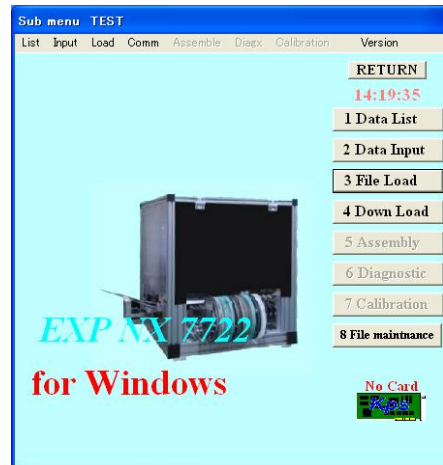 Sub menu TEST
List Input Load Comm Assemble Diagx Calibration Version
RETURN
14:19:35
1 Data List
2 Data Input
3 File Load
4 Down Load
5 Assembly
6 Diagnostic
7 Calibration
8 File maintnance
EXP NX 7722
for Windows
No Card
Kps